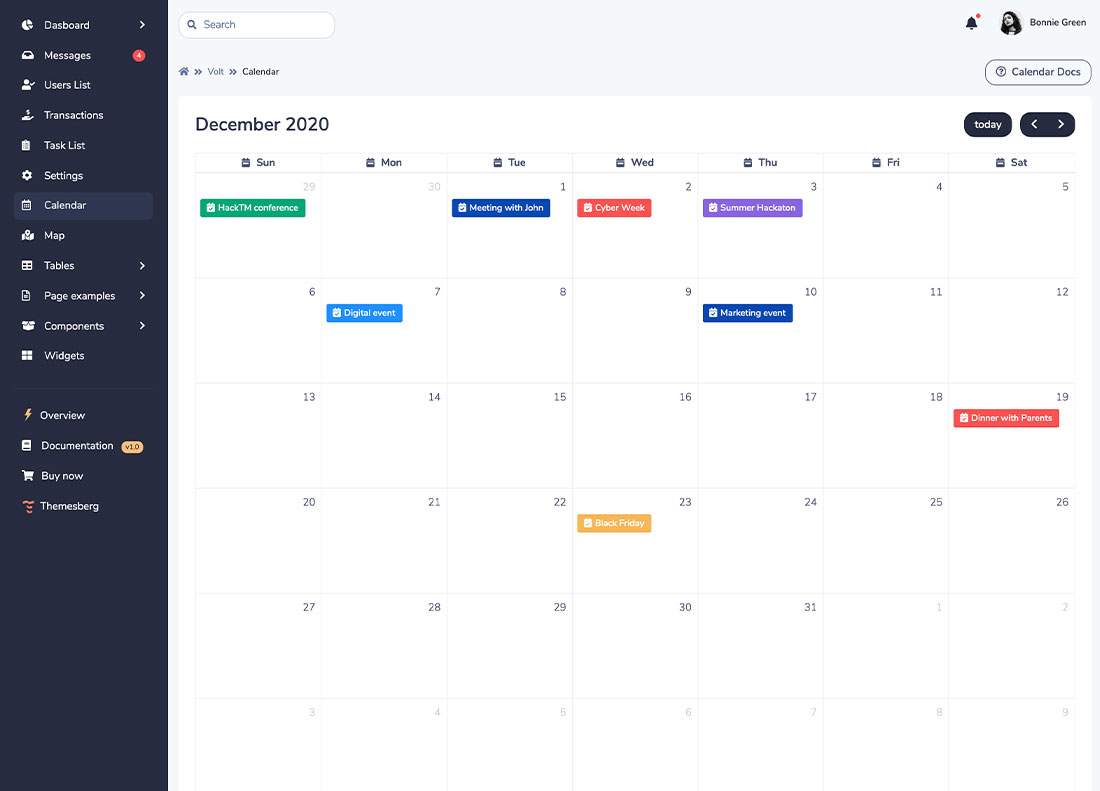 Dasboard
Messages 4
Users List
Transactions
Task List
Settings
Calendar
Map
Tables
Page examples
Components
Widgets
Overview
Documentation v1.0
Buy now
Themesberg
Search
Bonnie Green
Volt Calendar
Calendar Docs
December 2020
today
Sun Mon Tue Wed Thu Fri Sat
29 30 1 2 3 4 5
HackTM conference Meeting with John Cyber Week Summer Hackaton
6 7 8 9 10 11 12
Digital event Marketing event
13 14 15 16 17 18 19
Dinner with Parents
20 21 22 23 24 25 26
Black Friday
27 28 29 30 31 1 2
3 4 5 6 7 8 9